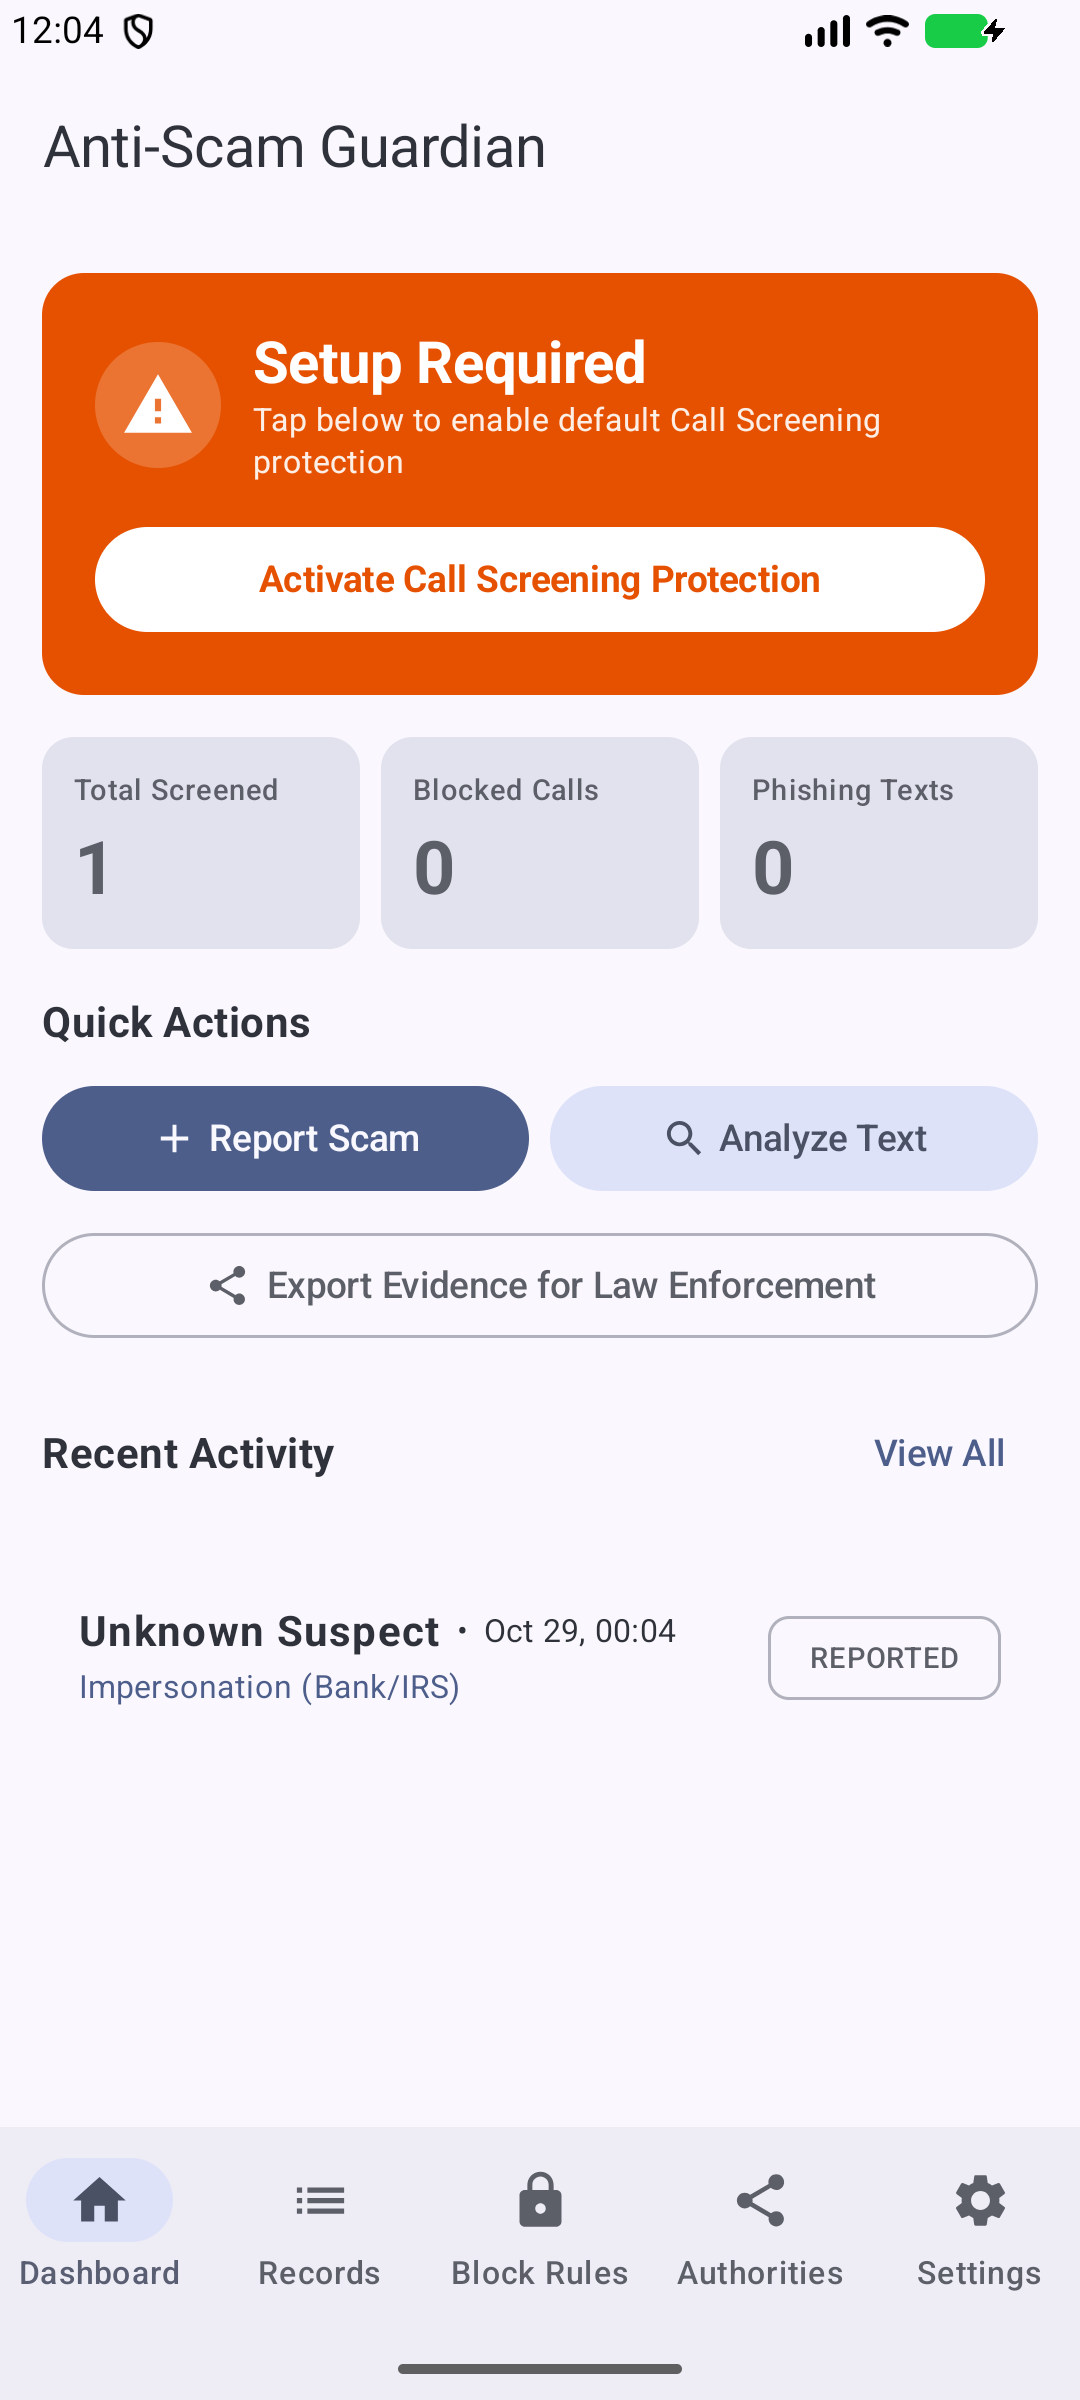 12:04
Anti-Scam Guardian
Setup Required
Tap below to enable default Call Screening
protection
Activate Call Screening Protection
Total Screened
1
Blocked Calls
0
Phishing Texts
0
Quick Actions
Report Scam
Analyze Text
Export Evidence for Law Enforcement
Recent Activity
View All
Unknown Suspect • Oct 29, 00:04
Impersonation (Bank/IRS)
REPORTED
Dashboard
Records
Block Rules
Authorities
Settings